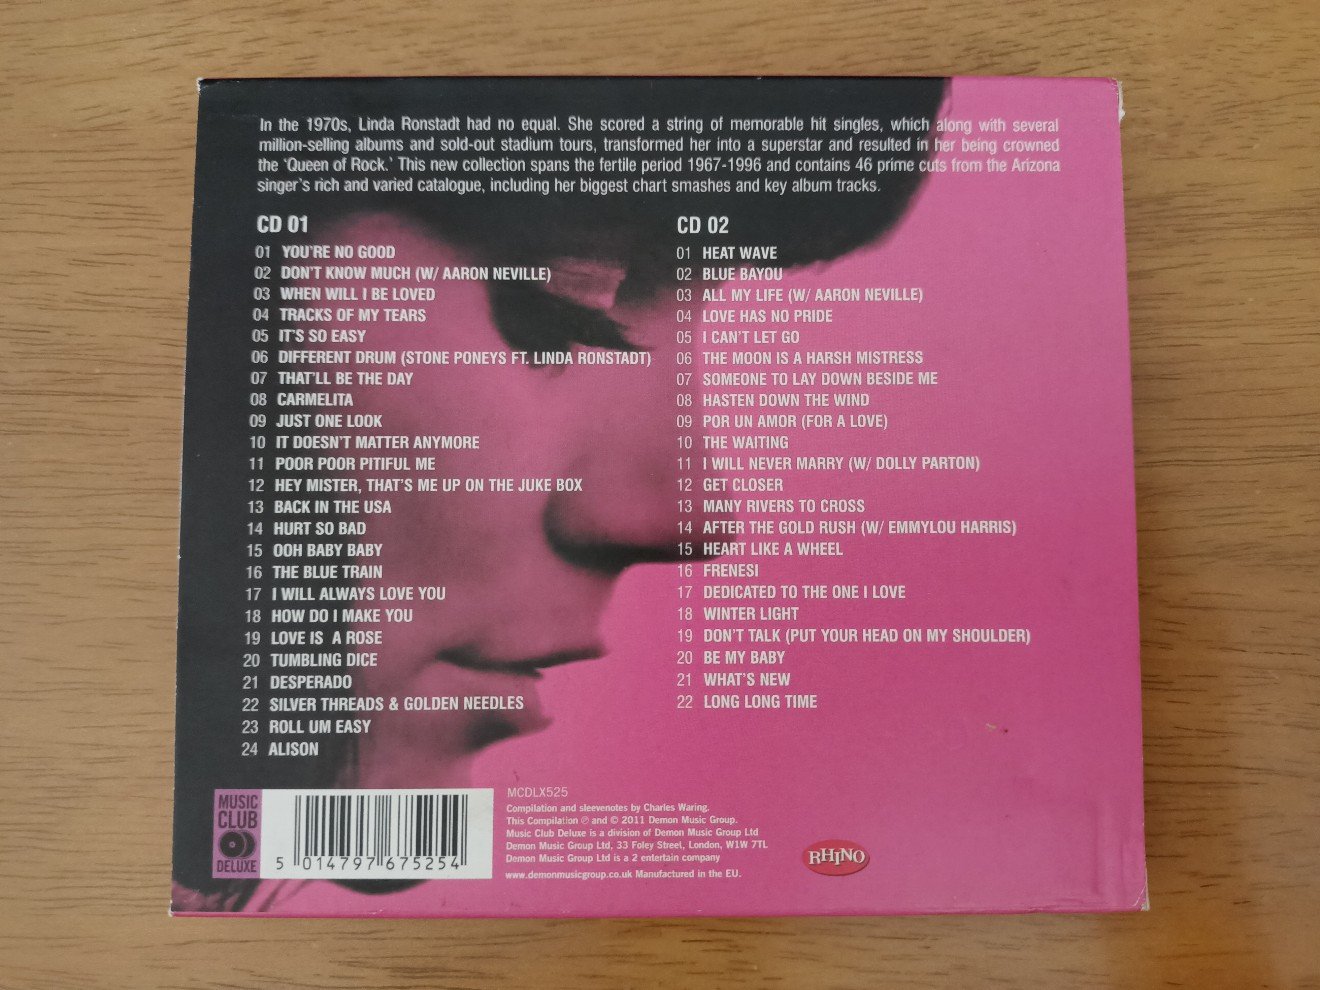 In the 1970s, Linda Ronstadt had no equal. She scored a string of memorable hit singles, which along with several
million-selling albums and sold-out stadium tours, transformed her into a superstar and resulted in her being crowned
the 'Queen of Rock.' This new collection spans the fertile period 1967-1996 and contains 46 prime cuts from the Arizona
singer's rich and varied catalogue, including her biggest chart smashes and key album tracks.
CD 01
01 YOU'RE NO GOOD
02 DON'T KNOW MUCH (W/ AARON NEVILLE)
03 WHEN WILL I BE LOVED
04 TRACKS OF MY TEARS
05 IT'S SO EASY
06 DIFFERENT DRUM (STONE PONEYS FT. LINDA RONSTADT)
07 THAT'LL BE THE DAY
08 CARMELITA
09 JUST ONE LOOK
10 IT DOESN'T MATTER ANYMORE
11 POOR POOR PITIFUL ME
12 HEY MISTER, THAT'S ME UP ON THE JUKE BOX
13 BACK IN THE USA
14 HURT SO BAD
15 OOH BABY BABY
16 THE BLUE TRAIN
17 I WILL ALWAYS LOVE YOU
18 HOW DO I MAKE YOU
19 LOVE IS A ROSE
20 TUMBLING DICE
21 DESPERADO
22 SILVER THREADS & GOLDEN NEEDLES
23 ROLL UM EASY
24 ALISON
CD 02
01 HEAT WAVE
02 BLUE BAYOU
03 ALL MY LIFE (W/ AARON NEVILLE)
04 LOVE HAS NO PRIDE
05 I CAN'T LET GO
06 THE MOON IS A HARSH MISTRESS
07 SOMEONE TO LAY DOWN BESIDE ME
08 HASTEN DOWN THE WIND
09 POR UN AMOR (FOR A LOVE)
10 THE WAITING
11 I WILL NEVER MARRY (W/ DOLLY PARTON)
12 GET CLOSER
13 MANY RIVERS TO CROSS
14 AFTER THE GOLD RUSH (W/ EMMYLOU HARRIS)
15 HEART LIKE A WHEEL
16 FRENESI
17 DEDICATED TO THE ONE I LOVE
18 WINTER LIGHT
19 DON'T TALK (PUT YOUR HEAD ON MY SHOULDER)
20 BE MY BABY
21 WHAT'S NEW
22 LONG LONG TIME
MUSIC
CLUB
DELUXE
5 014797 675254
MCDLX525
Compilation and sleevenotes by Charles Waring.
This Compilation ℗ and © 2011 Demon Music Group.
Music Club Deluxe is a division of Demon Music Group Ltd
Demon Music Group Ltd, 33 Foley Street, London, W1W 7TL
Demon Music Group Ltd is a 2 entertain company
www.demonmusicgroup.co.uk Manufactured in the EU.
RHINO